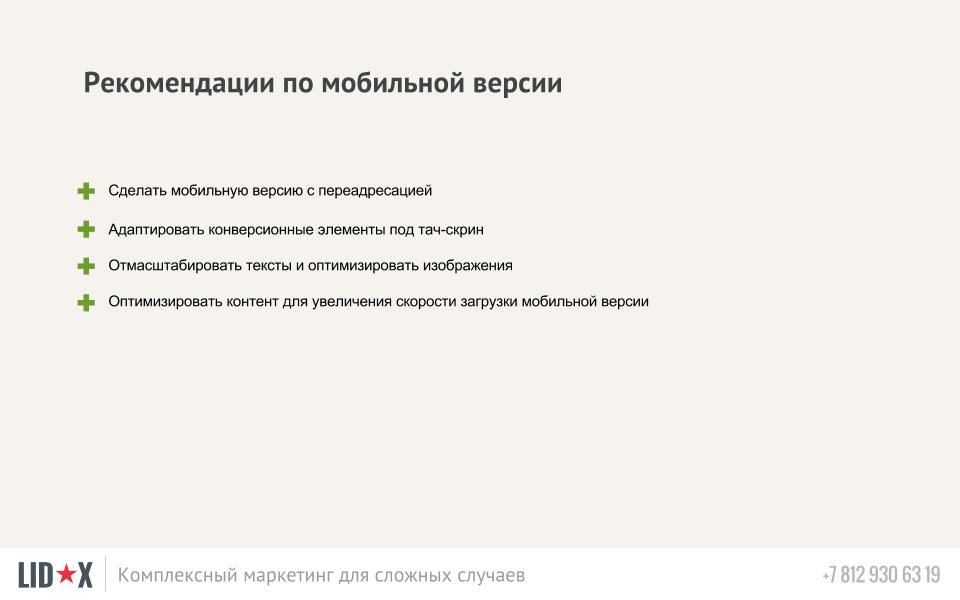 Рекомендации по мобильной версии
Сделать мобильную версию с переадресацией
Адаптировать конверсионные элементы под тач-скрин
Отмасштабировать тексты и оптимизировать изображения
Оптимизировать контент для увеличения скорости загрузки мобильной версии
LID★X Комплексный маркетинг для сложных случаев +7 812 930 63 19